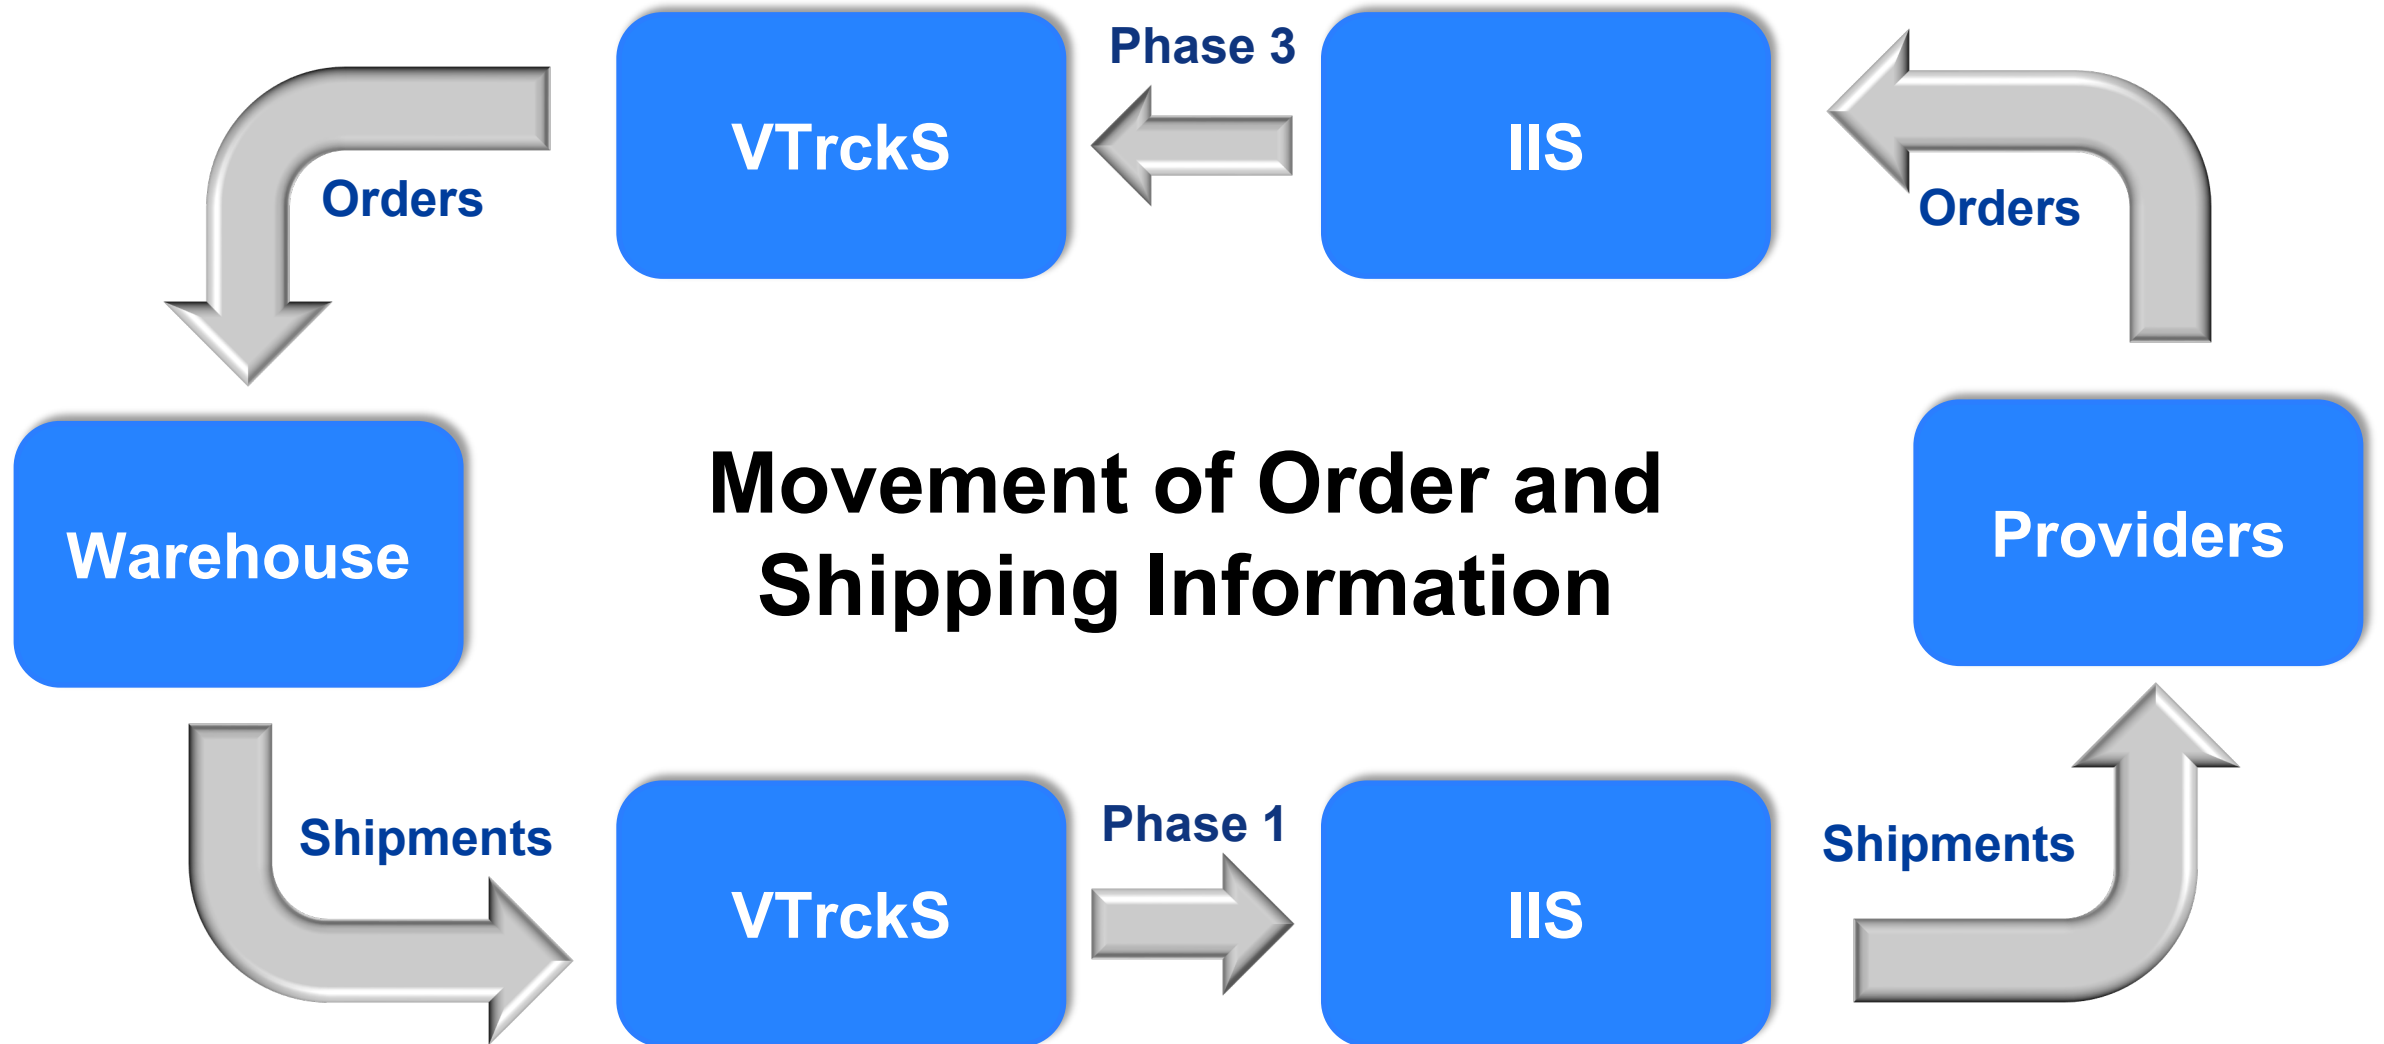 Phase 3
VTrckS
IIS
Orders
Orders
Movement of Order and
Shipping Information
Warehouse
Providers
Shipments
Phase 1
Shipments
VTrckS
IIS